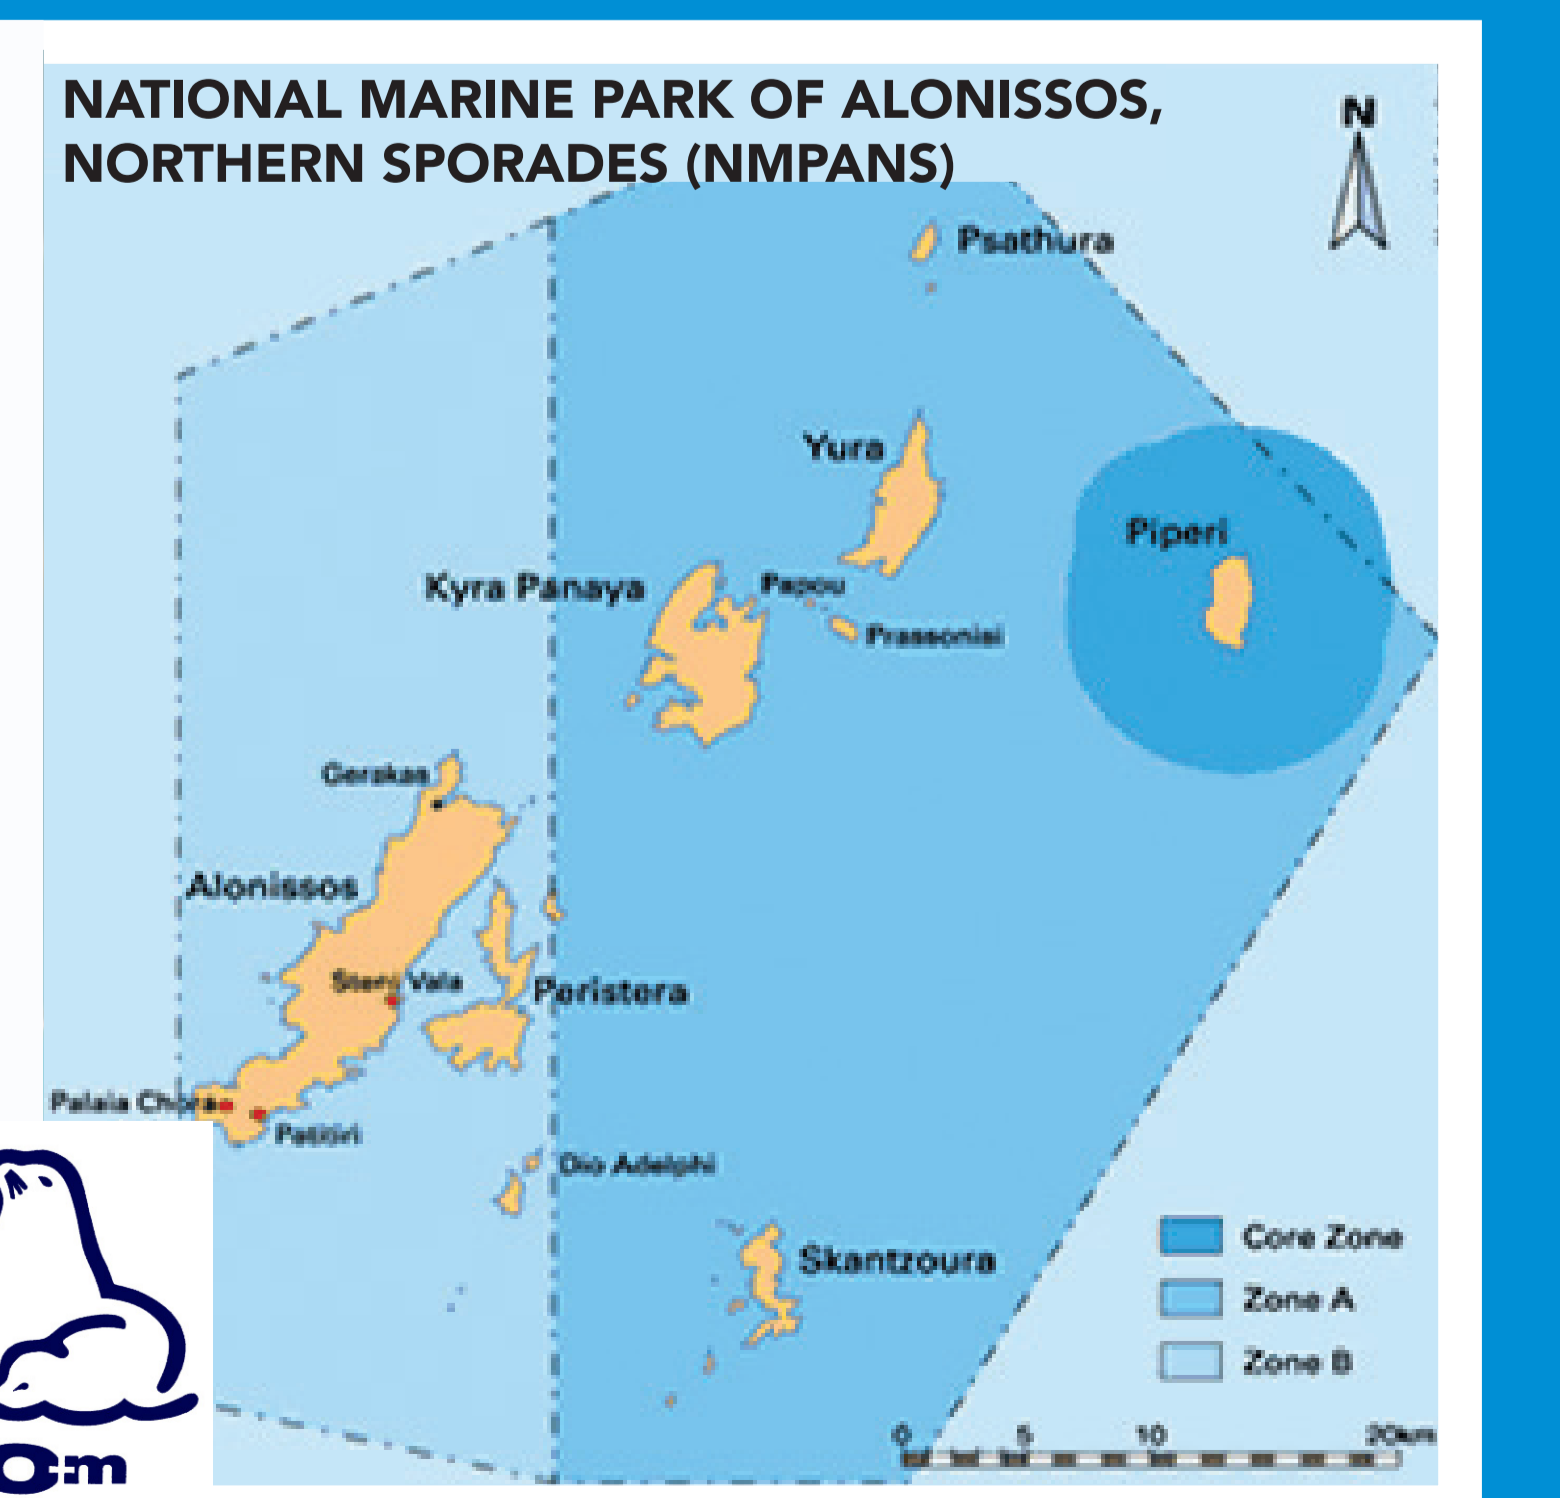 NATIONAL MARINE PARK OF ALONISSOS,
NORTHERN SPORADES (NMPANS)
N
Psathura
Yura
Piperi
Kyra Panaya
Papou
Prassonisi
Gerakas
Alonissos
Steni Vala
Peristera
Palaia Chora
Patitiri
Dio Adelphi
Skantzoura
Core Zone
Zone A
Zone B
0 5 10 20km